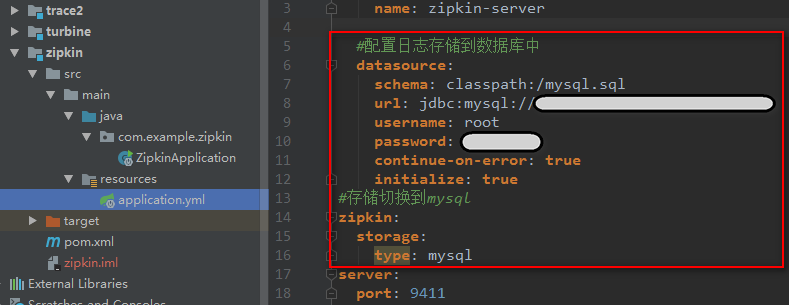 trace2
turbine
zipkin
src
main
java
com.example.zipkin
ZipkinApplication
resources
application.yml
target
pom.xml
zipkin.iml
External Libraries
Scratches and Consoles
3 name: zipkin-server
4
5 #配置日志存储到数据库中
6 datasource:
7 schema: classpath:/mysql.sql
8 url: jdbc:mysql://
9 username: root
10 password:
11 continue-on-error: true
12 initialize: true
13 #存储切换到mysql
14 zipkin:
15 storage:
16 type: mysql
17 server:
18 port: 9411